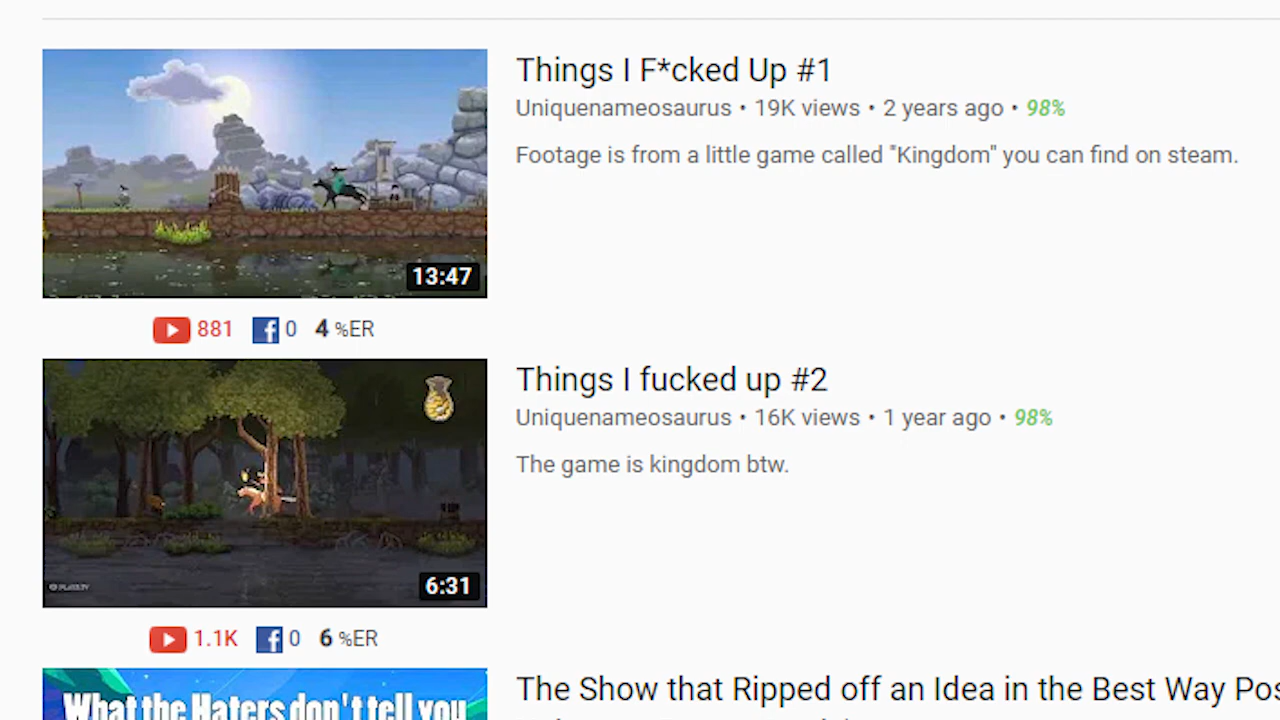 Things I F*cked Up #1
Uniquenameosaurus • 19K views • 2 years ago • 98%
Footage is from a little game called "Kingdom" you can find on steam.
13:47
881 0 4 %ER
Things I fucked up #2
Uniquenameosaurus • 16K views • 1 year ago • 98%
The game is kingdom btw.
6:31
1.1K 0 6 %ER
The Show that Ripped off an Idea in the Best Way Pos
What the Haters don't tell you